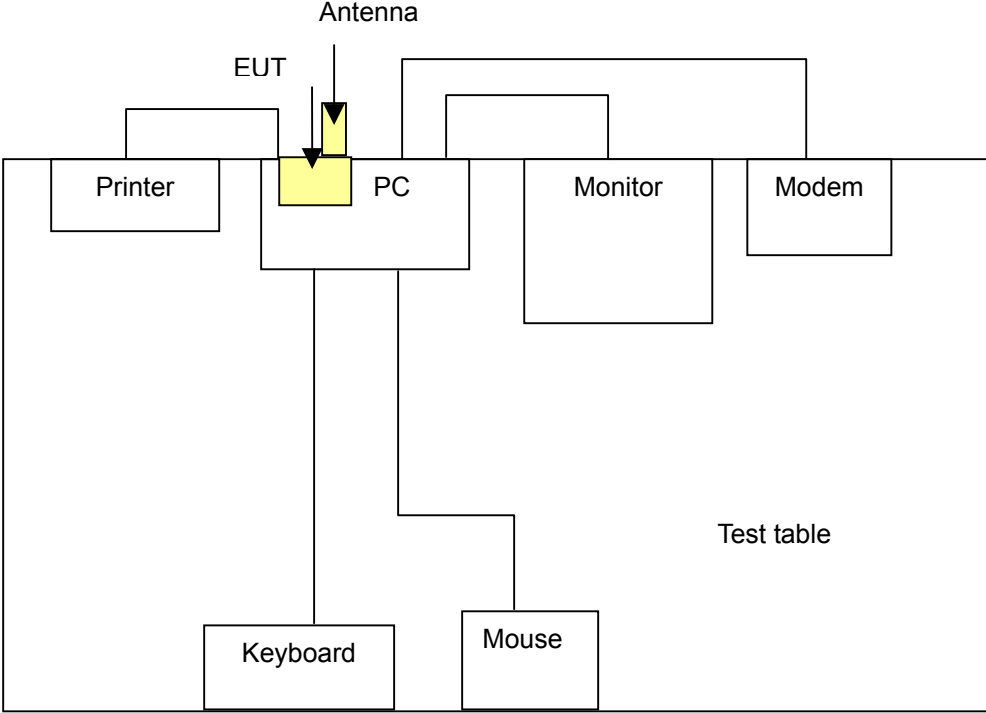 Antenna
EUT
Printer
PC
Monitor
Modem
Test table
Keyboard
Mouse